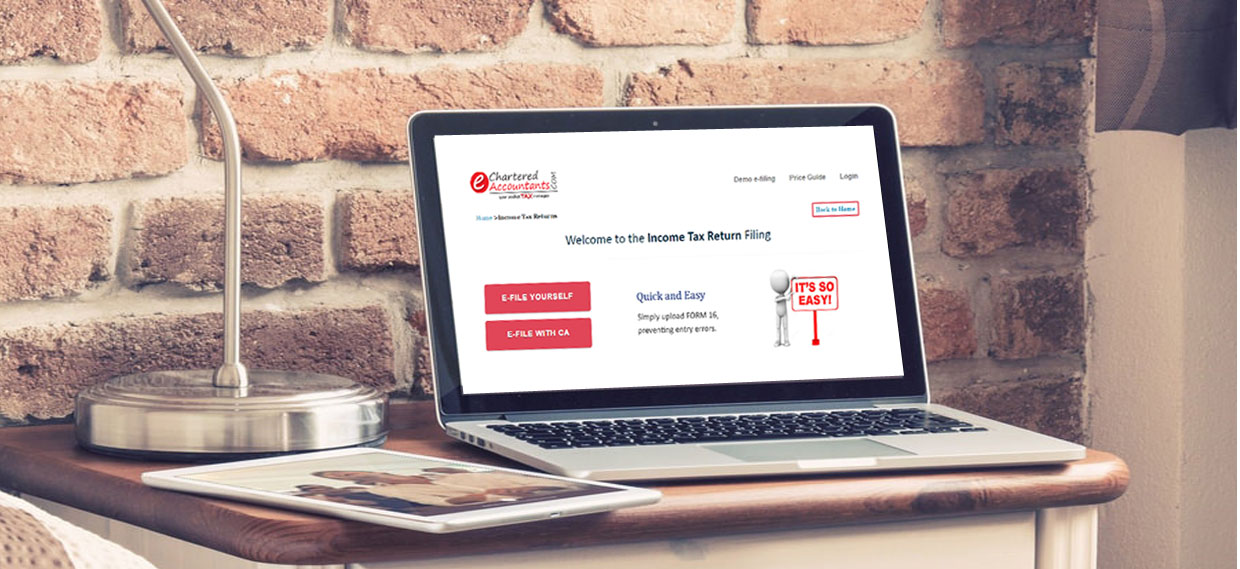 e Chartered
Accountants.COM
your online TAX manager
Demo e-filing Price Guide Login
Home >Income Tax Returns
Back to Home
Welcome to the Income Tax Return Filing
E-FILE YOURSELF
E-FILE WITH CA
Quick and Easy
Simply upload FORM 16,
preventing entry errors.
IT'S SO
EASY!